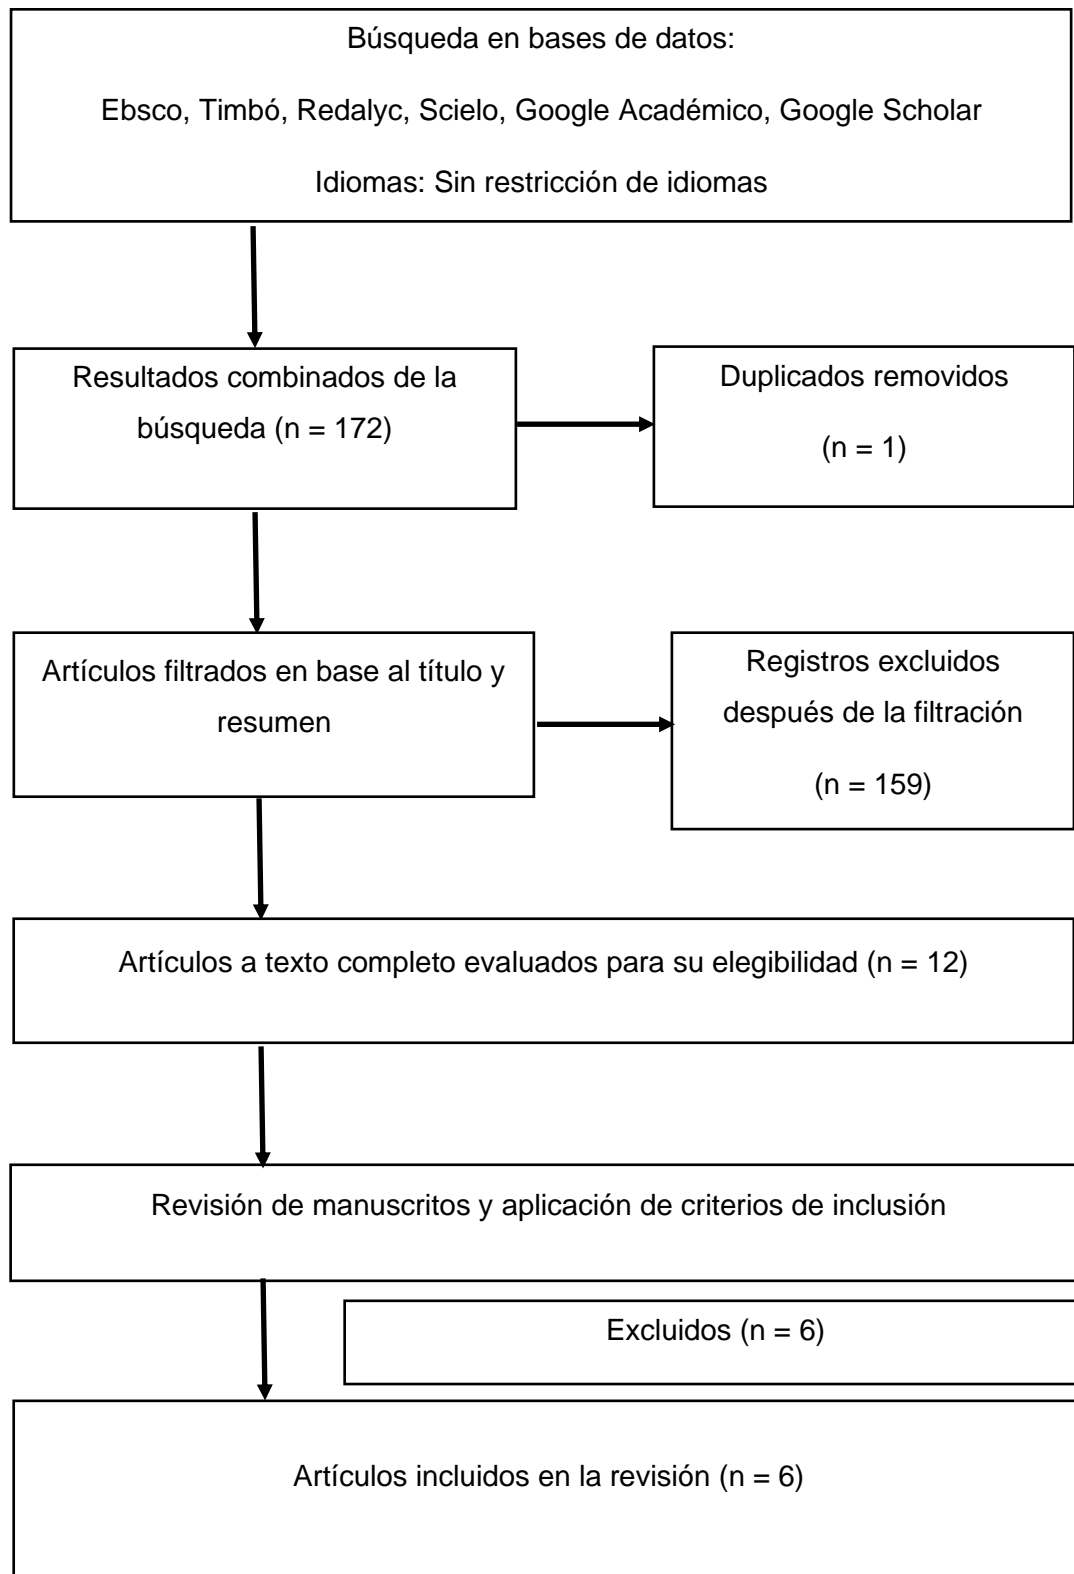 Búsqueda en bases de datos:
Ebsco, Timbó, Redalyc, Scielo, Google Académico, Google Scholar
Idiomas: Sin restricción de idiomas
Resultados combinados de la
búsqueda (n = 172)
Duplicados removidos
(n = 1)
Artículos filtrados en base al título y
resumen
Registros excluidos
después de la filtración
(n = 159)
Artículos a texto completo evaluados para su elegibilidad (n = 12)
Revisión de manuscritos y aplicación de criterios de inclusión
Excluidos (n = 6)
Artículos incluidos en la revisión (n = 6)